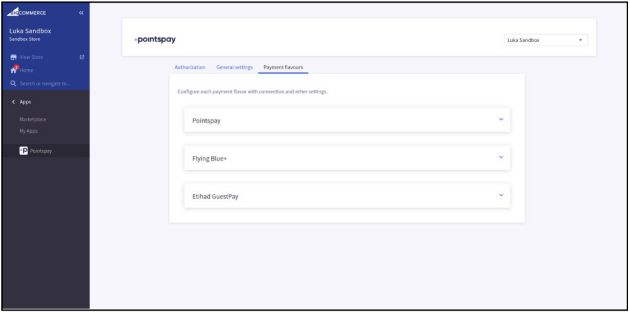 COMMERCE
Luka Sandbox
Sandbox Store
View Store
Home
Search or navigate to...
Apps
Marketplace
My Apps
Pointspay
pointspay
Luka Sandbox
Authorization General settings Payment flavours
Configure each payment flavor with connection and other settings.
Pointspay
Flying Blue+
Etihad GuestPay